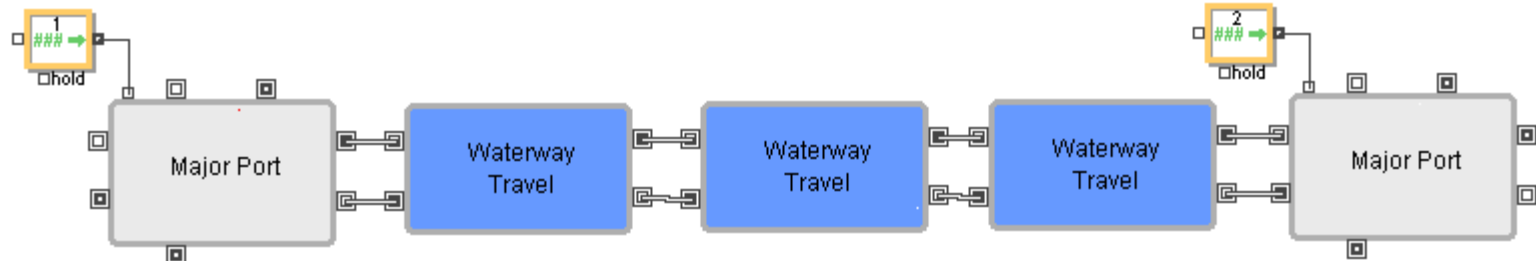 1
### 
hold
2
### 
hold
Major Port
Waterway
Travel
Waterway
Travel
Waterway
Travel
Major Port